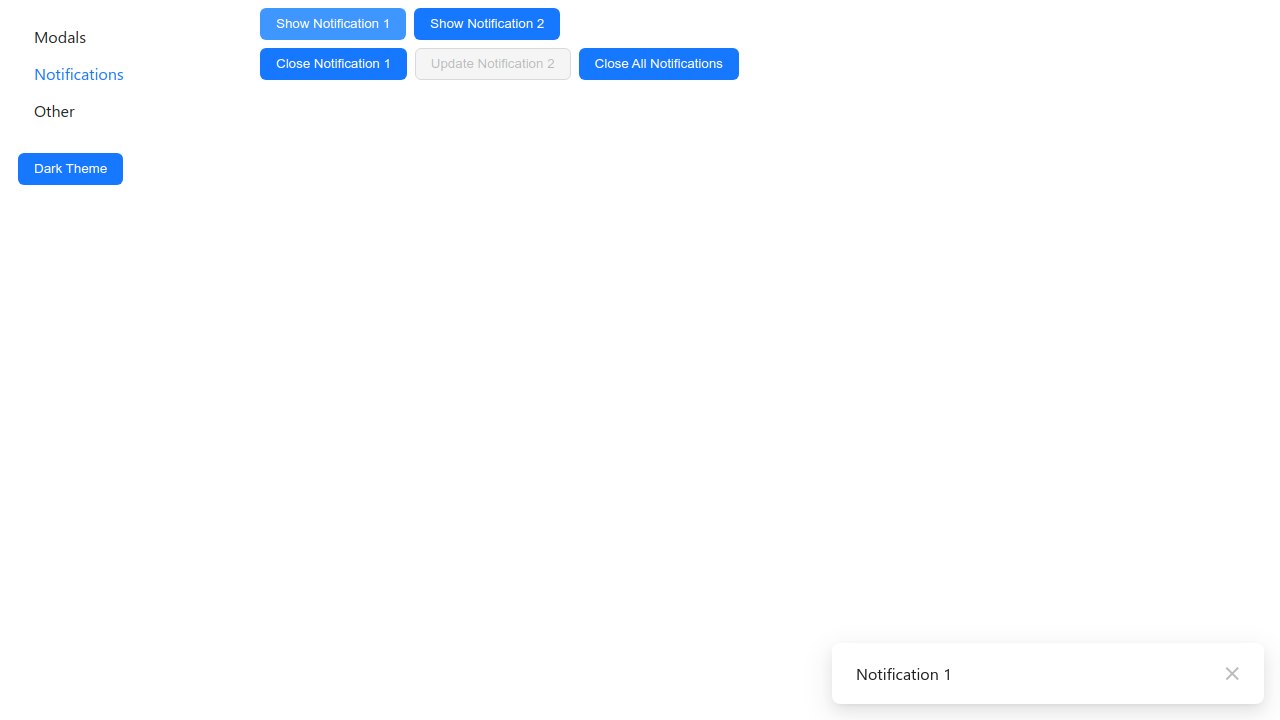 Modals
Notifications
Other
Dark Theme
Show Notification 1 Show Notification 2
Close Notification 1 Update Notification 2 Close All Notifications
Notification 1